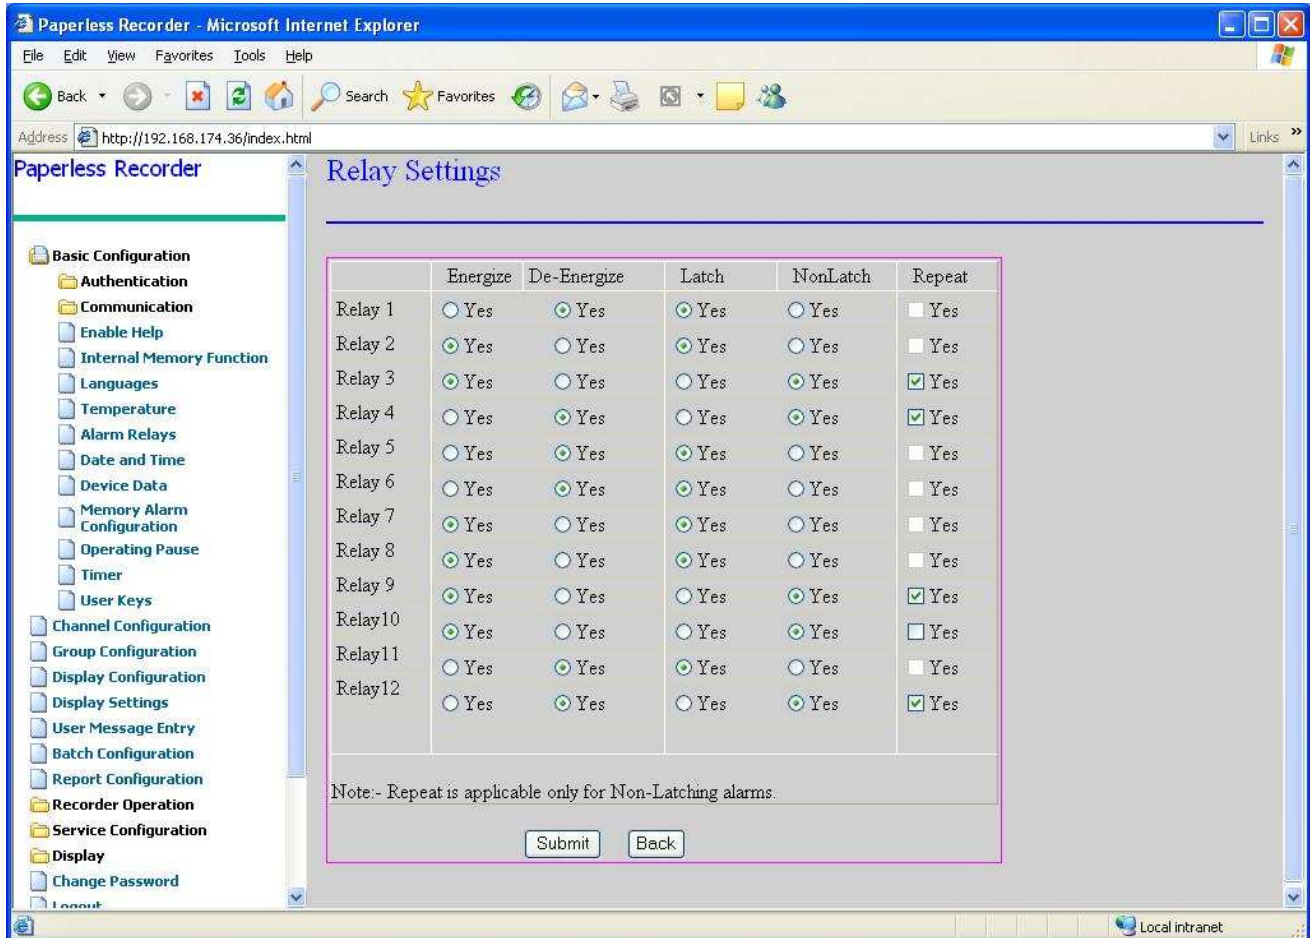 Paperless Recorder - Microsoft Internet Explorer
File Edit View Favorites Tools Help
Back Search Favorites
Address http://192.168.174.36/index.html Links »
Paperless Recorder
Basic Configuration
Authentication
Communication
Enable Help
Internal Memory Function
Languages
Temperature
Alarm Relays
Date and Time
Device Data
Memory Alarm
Configuration
Operating Pause
Timer
User Keys
Channel Configuration
Group Configuration
Display Configuration
Display Settings
User Message Entry
Batch Configuration
Report Configuration
Recorder Operation
Service Configuration
Display
Change Password
Logout
Relay Settings
Energize De-Energize Latch NonLatch Repeat
Relay 1 Yes Yes Yes Yes Yes
Relay 2 Yes Yes Yes Yes Yes
Relay 3 Yes Yes Yes Yes Yes
Relay 4 Yes Yes Yes Yes Yes
Relay 5 Yes Yes Yes Yes Yes
Relay 6 Yes Yes Yes Yes Yes
Relay 7 Yes Yes Yes Yes Yes
Relay 8 Yes Yes Yes Yes Yes
Relay 9 Yes Yes Yes Yes Yes
Relay10 Yes Yes Yes Yes Yes
Relay11 Yes Yes Yes Yes Yes
Relay12 Yes Yes Yes Yes Yes
Note:- Repeat is applicable only for Non-Latching alarms.
Submit Back
Local intranet